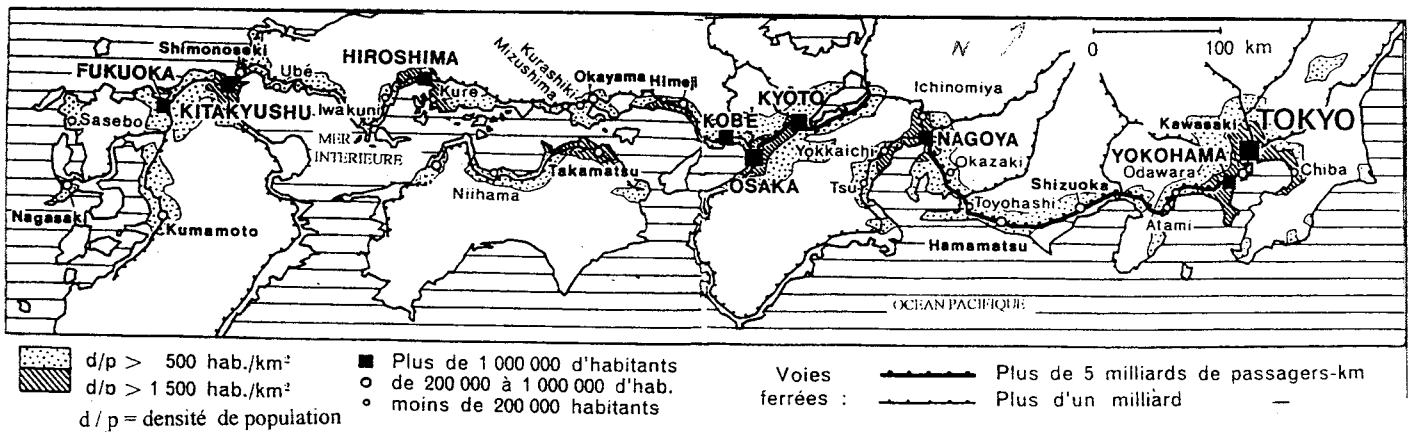 Shimonoseki
FUKUOKA
Ubé
HIROSHIMA
Kurashiki
Mizushima
Okayama
Himeji
KYÔTO
Ichinomiya
N
0 100 km
Sasebo
KITAKYUSHU
Iwakuni
Kure
KOBÉ
NAGOYA
Kawasaki
TOKYO
MER
INTERIEURE
Yokkaichi
Okazaki
YOKOHAMA
Odawara
Chiba
Niihama
Takamatsu
OSAKA
Tsu
Shizuoka
Toyohashi
Nagasaki
Kumamoto
Hamamatsu
Atami
OCEAN PACIFIQUE
d/p > 500 hab./km²
d/p > 1 500 hab./km²
d / p = densité de population
Plus de 1 000 000 d'habitants
de 200 000 à 1 000 000 d'hab.
moins de 200 000 habitants
Voies
ferrées :
Plus de 5 milliards de passagers-km
Plus d'un milliard —